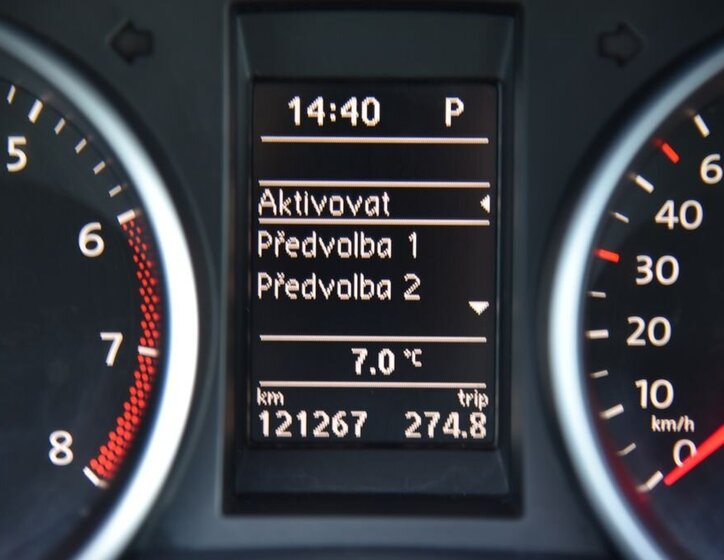 14:40 P
Aktivovat
Předvolba 1
Předvolba 2
7.0 °C
km trip
121267 274.8
5
6
7
8
6
40
30
20
10
km/h
0